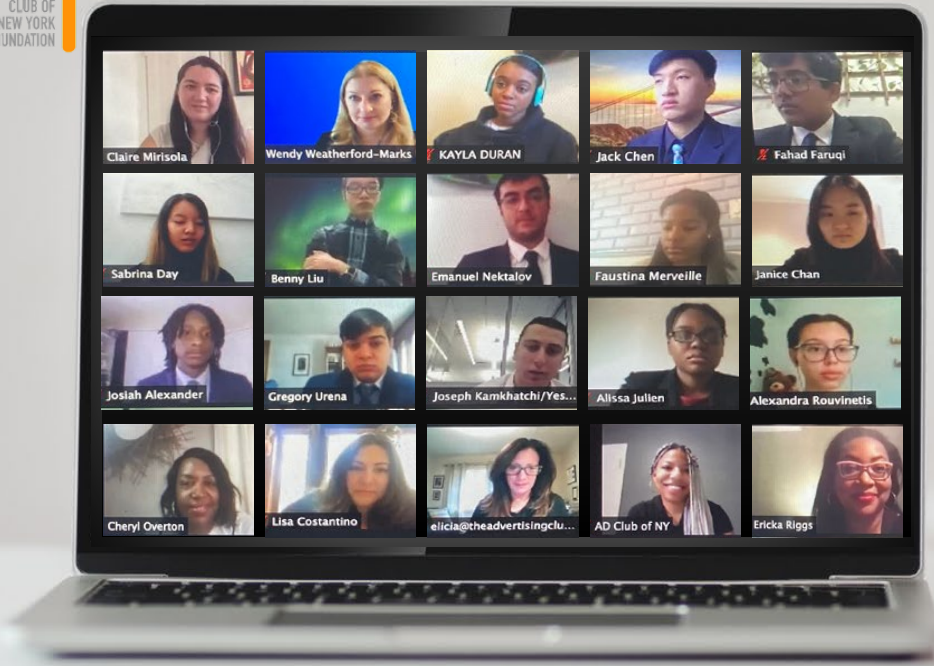 CLUB OF
NEW YORK
UNDATION
Claire Mirisola
Wendy Weatherford-Marks
KAYLA DURAN
Jack Chen
Fahad Faruqi
Sabrina Day
Benny Liu
Emanuel Nektalov
Faustina Merveille
Janice Chan
Josiah Alexander
Gregory Urena
Joseph Kamkhatchi/Yes...
Alissa Julien
Alexandra Rouvinetis
Cheryl Overton
Lisa Costantino
elicia@theadvertisingclu...
AD Club of NY
Ericka Riggs